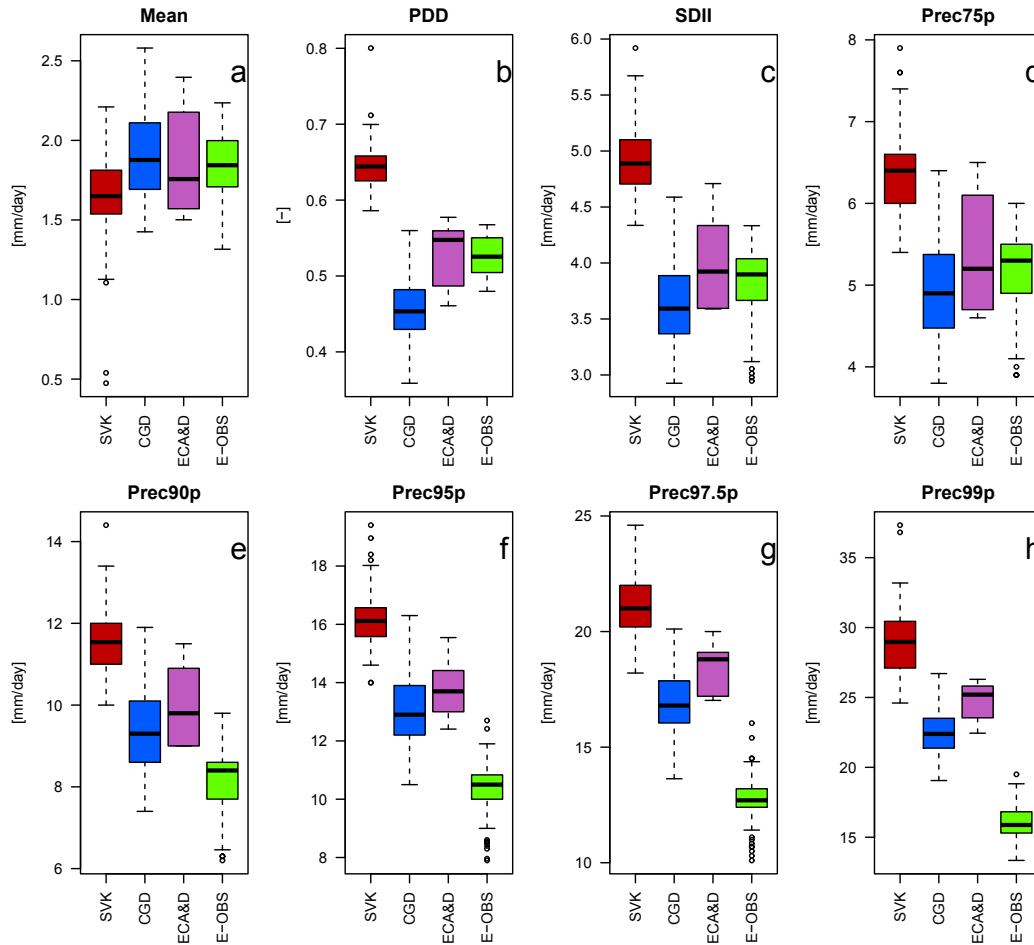 Mean
PDD
SDII
Prec75p
a
b
c
d
2.5
2.0
1.5
1.0
0.5
[mm/day]
0.8
0.7
0.6
0.5
0.4
[−]
6.0
5.5
5.0
4.5
4.0
3.5
3.0
[mm/day]
8
7
6
5
4
[mm/day]
SVK
CGD
ECA&D
E−OBS
SVK
CGD
ECA&D
E−OBS
SVK
CGD
ECA&D
E−OBS
SVK
CGD
ECA&D
E−OBS
Prec90p
Prec95p
Prec97.5p
Prec99p
e
f
g
h
14
12
10
8
6
[mm/day]
18
16
14
12
10
8
[mm/day]
25
20
15
10
[mm/day]
35
30
25
20
15
[mm/day]
SVK
CGD
ECA&D
E−OBS
SVK
CGD
ECA&D
E−OBS
SVK
CGD
ECA&D
E−OBS
SVK
CGD
ECA&D
E−OBS